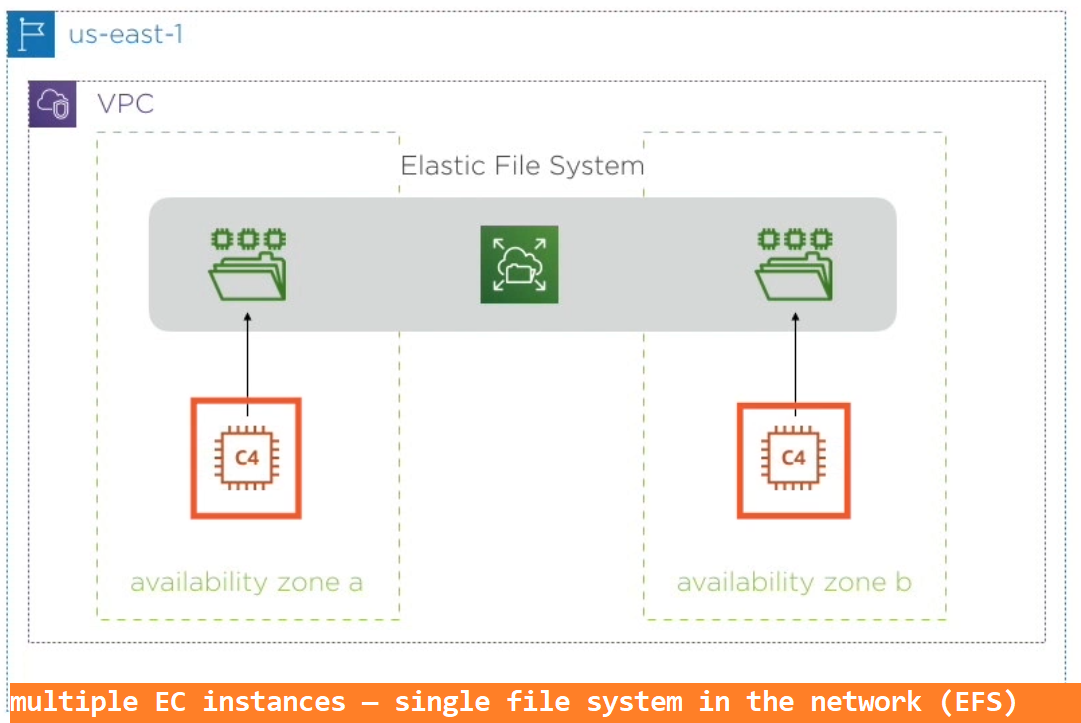 us-east-1
VPC
Elastic File System
C4
C4
availability zone a
availability zone b
multiple EC instances – single file system in the network (EFS)